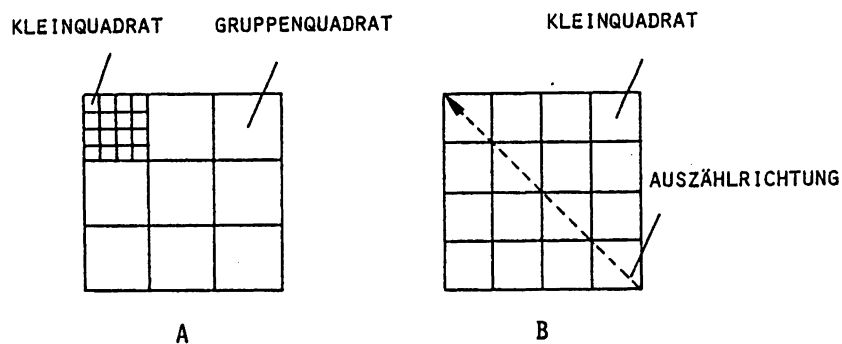 KLEINQUADRAT
GRUPPENQUADRAT
KLEINQUADRAT
AUSZÄHLRICHTUNG
A
B